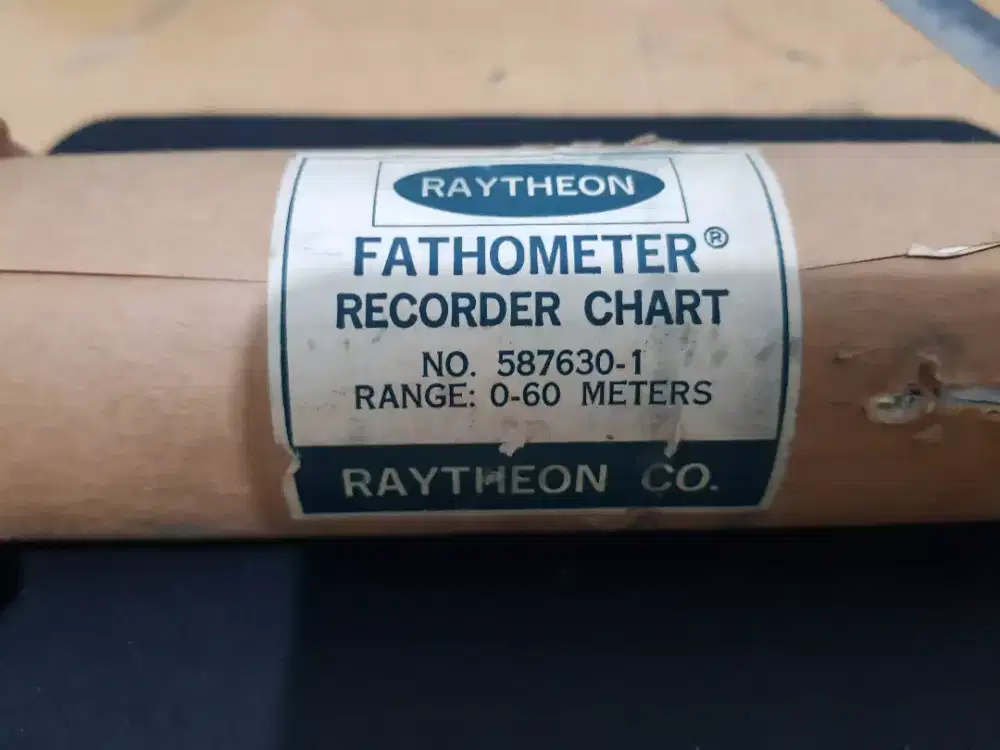 RAYTHEON
FATHOMETER®
RECORDER CHART
NO. 587630-1
RANGE: 0-60 METERS
RAYTHEON CO.